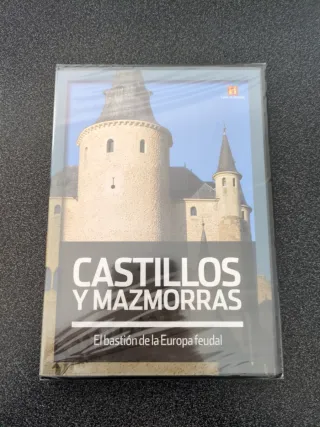 CASTILLOS
Y MAZMORRAS
El bastión de la Europa feudal